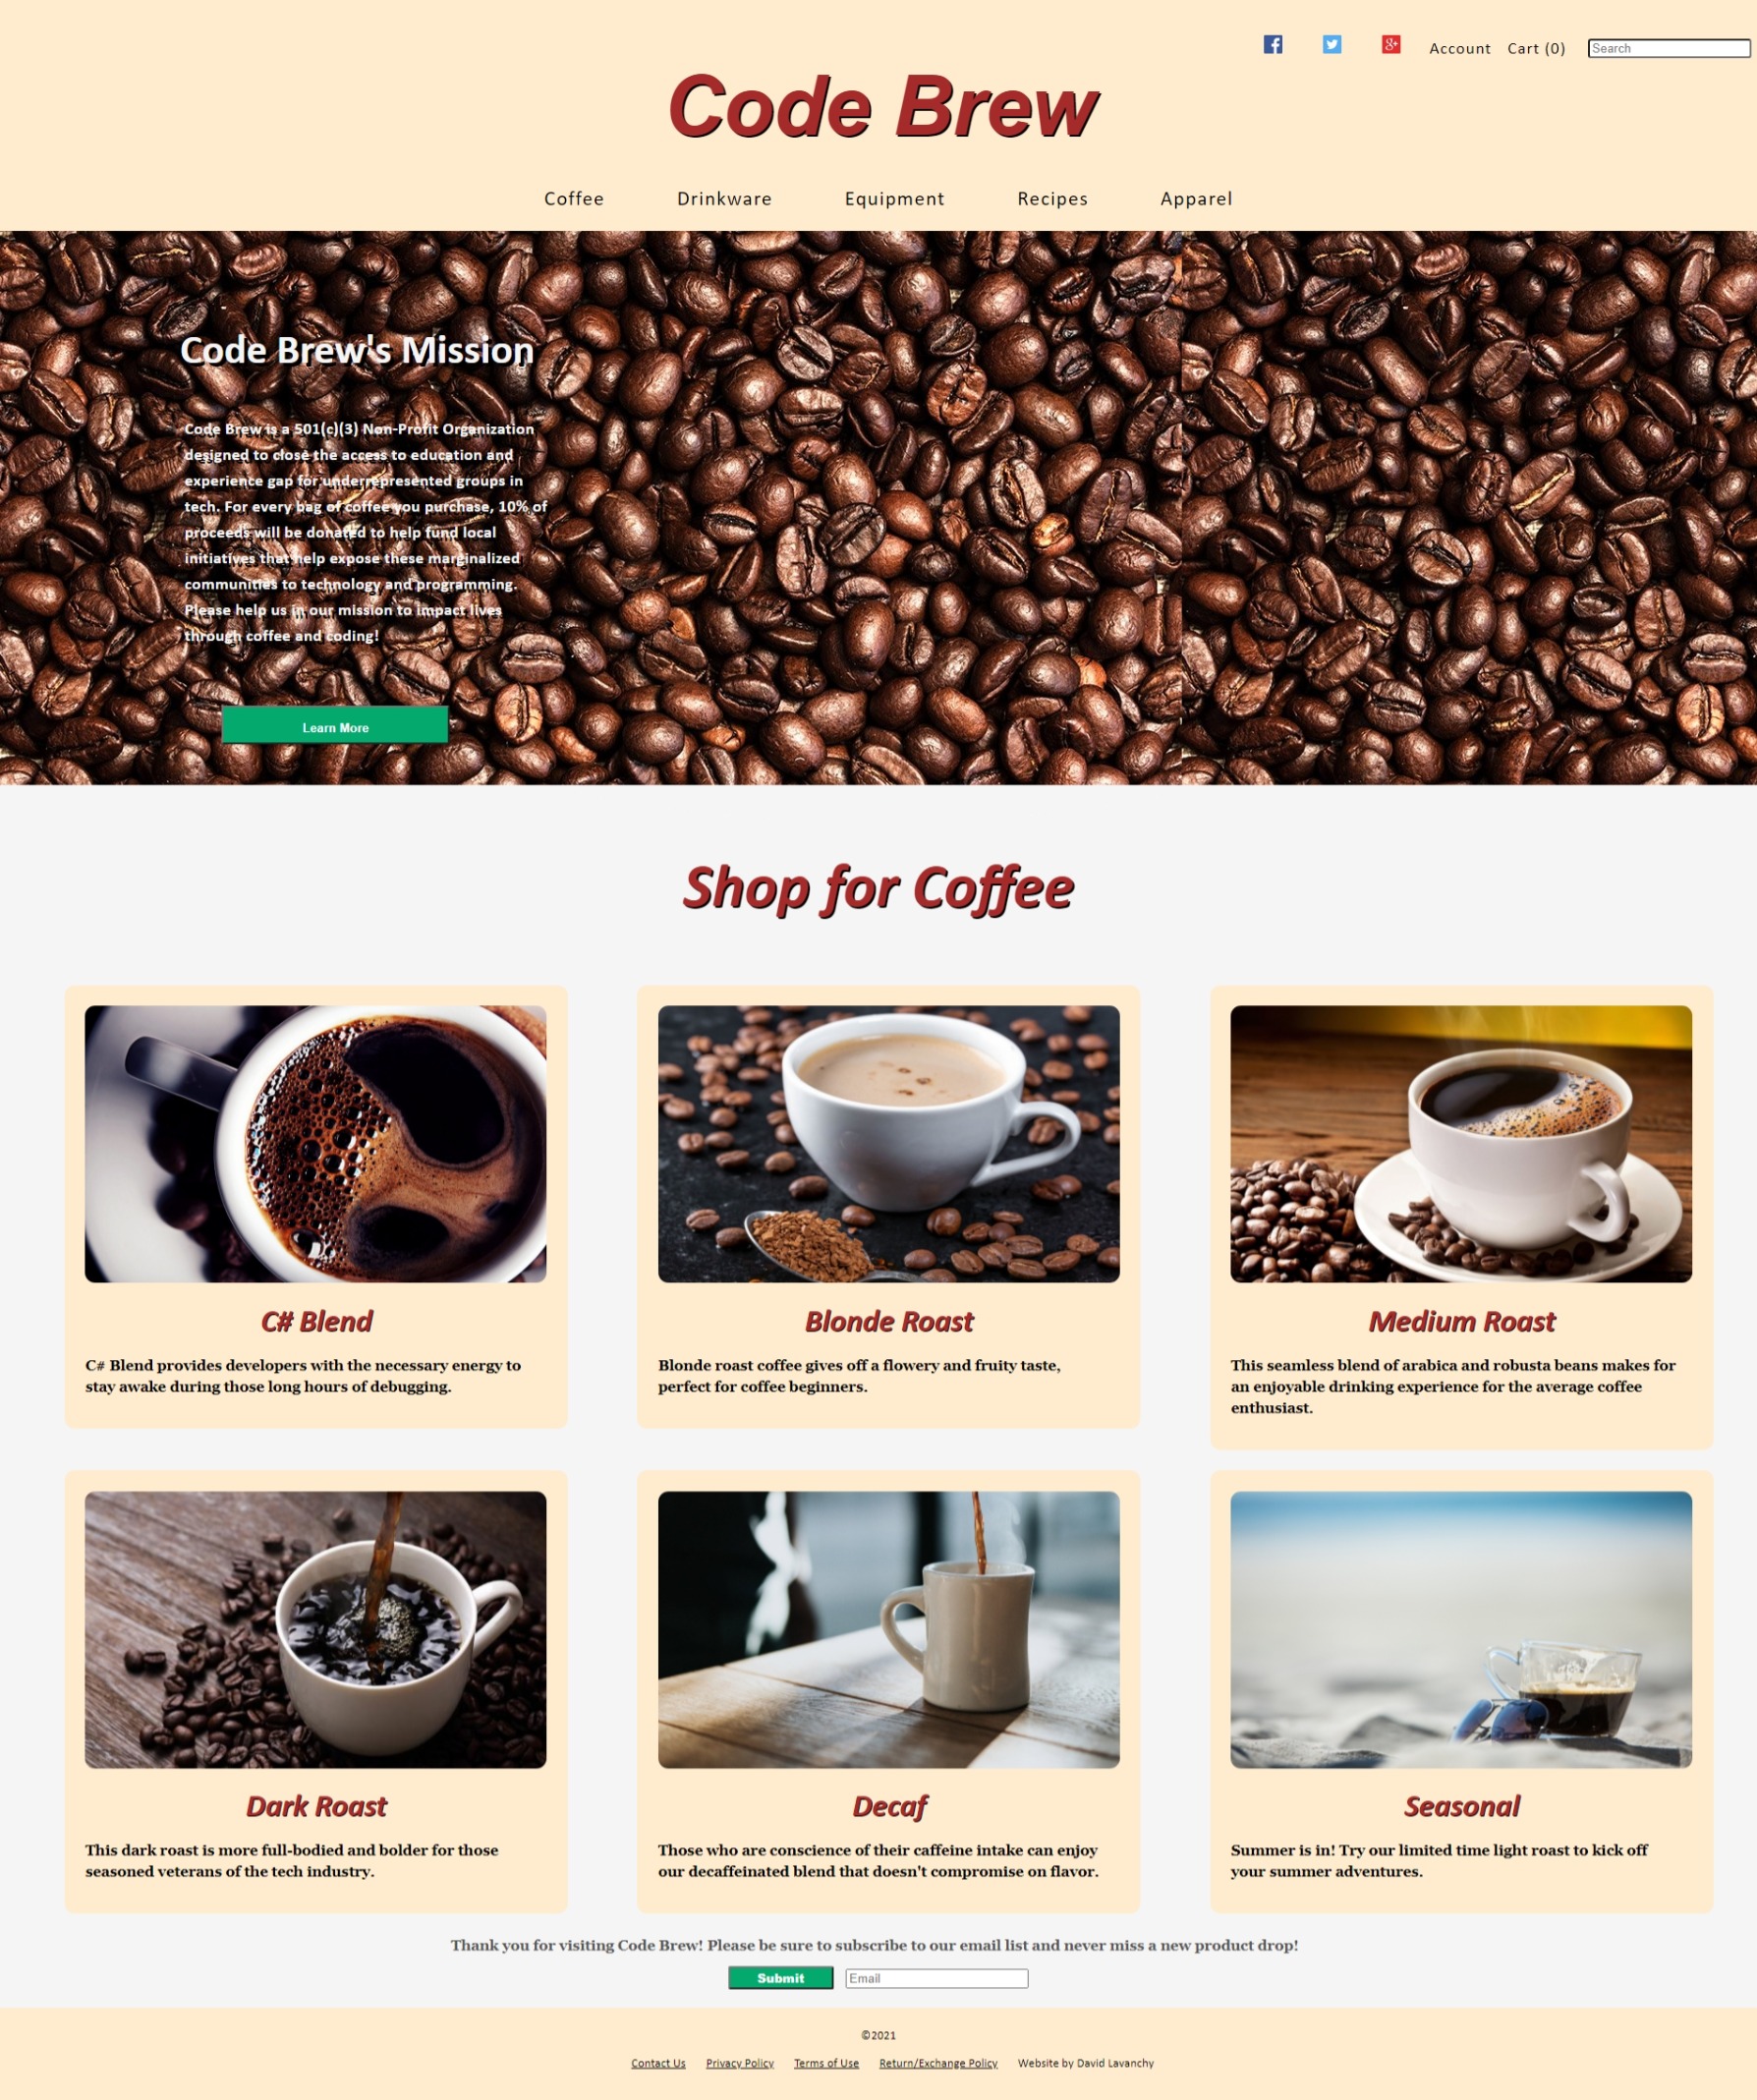 Account Cart (0) Search
Code Brew
Coffee Drinkware Equipment Recipes Apparel
Code Brew's Mission
Code Brew is a 501(c)(3) Non-Profit Organization
designed to close the access to education and
experience gap for underrepresented groups in
tech. For every bag of coffee you purchase, 10% of
proceeds will be donated to help fund local
initiatives that help expose these marginalized
communities to technology and programming.
Please help us in our mission to impact lives
through coffee and coding!
Learn More
Shop for Coffee
C# Blend
C# Blend provides developers with the necessary energy to
stay awake during those long hours of debugging.
Blonde Roast
Blonde roast coffee gives off a flowery and fruity taste,
perfect for coffee beginners.
Medium Roast
This seamless blend of arabica and robusta beans makes for
an enjoyable drinking experience for the average coffee
enthusiast.
Dark Roast
This dark roast is more full-bodied and bolder for those
seasoned veterans of the tech industry.
Decaf
Those who are conscience of their caffeine intake can enjoy
our decaffeinated blend that doesn't compromise on flavor.
Seasonal
Summer is in! Try our limited time light roast to kick off
your summer adventures.
Thank you for visiting Code Brew! Please be sure to subscribe to our email list and never miss a new product drop!
Submit Email
©2021
Contact Us Privacy Policy Terms of Use Return/Exchange Policy Website by David Lavanchy